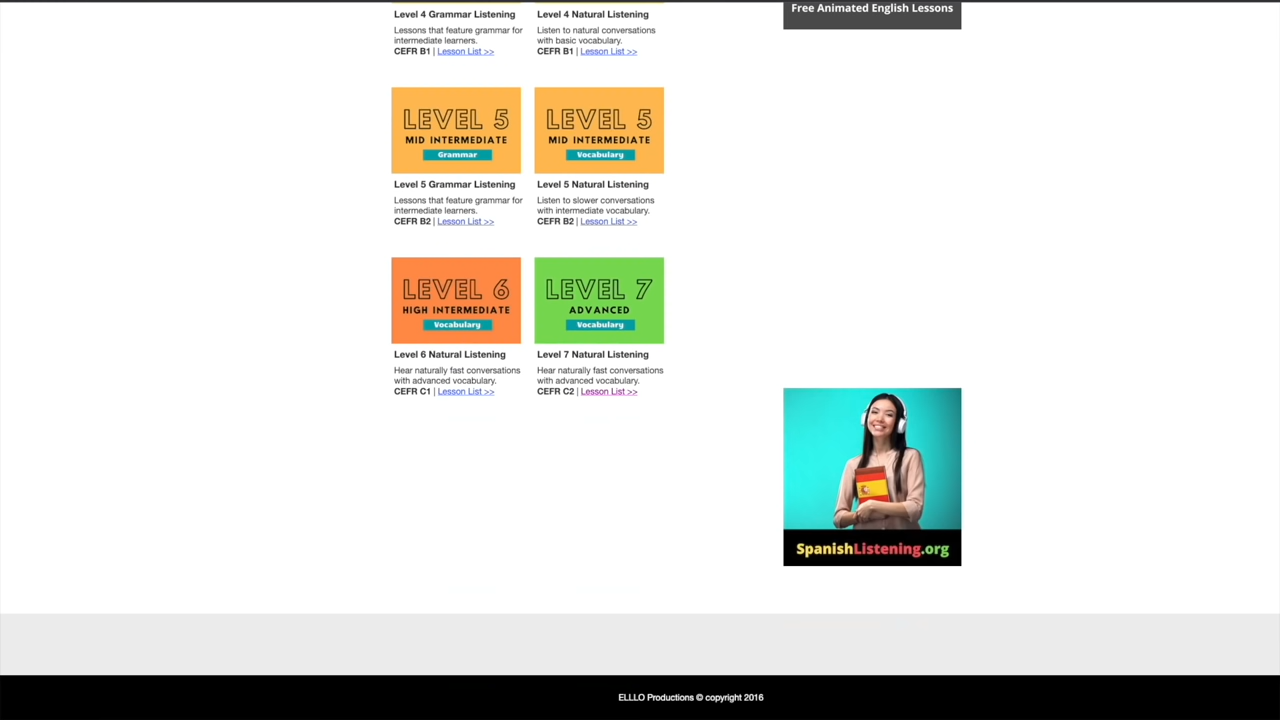 Level 4 Grammar Listening
Lessons that feature grammar for
intermediate learners.
CEFR B1 | Lesson List >>
Level 4 Natural Listening
Listen to natural conversations
with basic vocabulary.
CEFR B1 | Lesson List >>
Free Animated English Lessons
LEVEL 5
MID INTERMEDIATE
Grammar
Level 5 Grammar Listening
Lessons that feature grammar for
intermediate learners.
CEFR B2 | Lesson List >>
LEVEL 5
MID INTERMEDIATE
Vocabulary
Level 5 Natural Listening
Listen to slower conversations
with intermediate vocabulary.
CEFR B2 | Lesson List >>
LEVEL 6
HIGH INTERMEDIATE
Vocabulary
Level 6 Natural Listening
Hear naturally fast conversations
with advanced vocabulary.
CEFR C1 | Lesson List >>
LEVEL 7
ADVANCED
Vocabulary
Level 7 Natural Listening
Hear naturally fast conversations
with advanced vocabulary.
CEFR C2 | Lesson List >>
SpanishListening.org
ELLLO Productions © copyright 2016